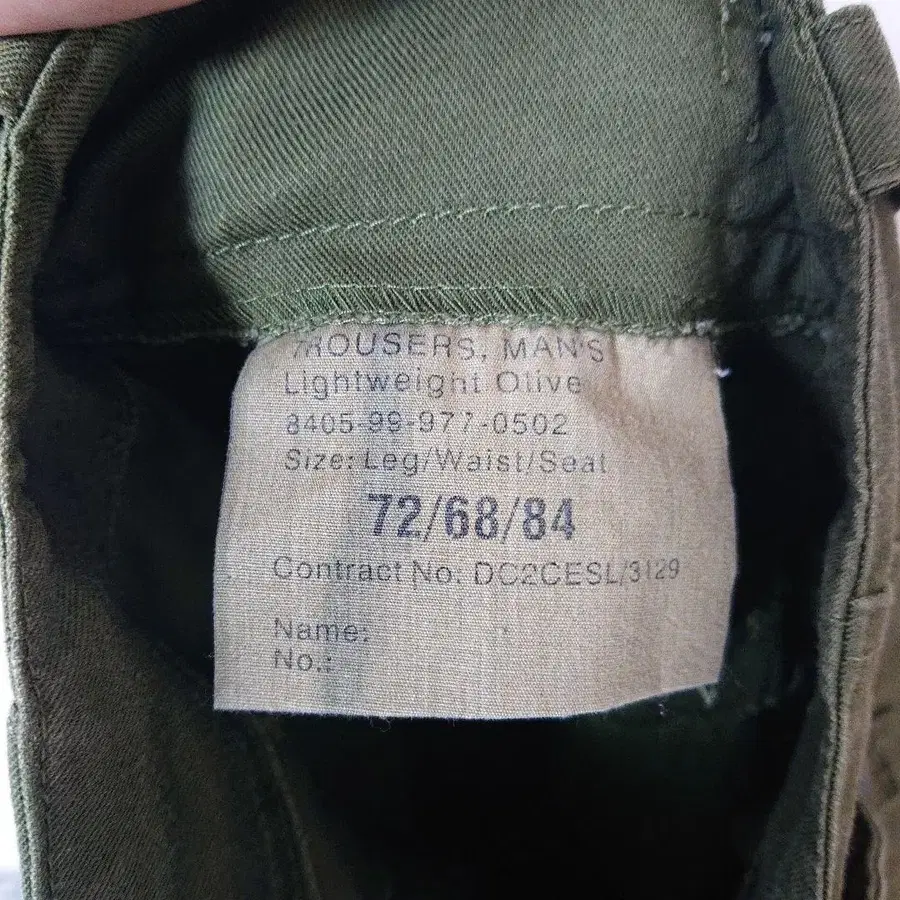 TROUSERS, MAN'S
Lightweight Olive
8405-99-977-0502
Size: Leg/Waist/Seat
72/68/84
Contract No: DC2CESL/3129
Name:
No.: